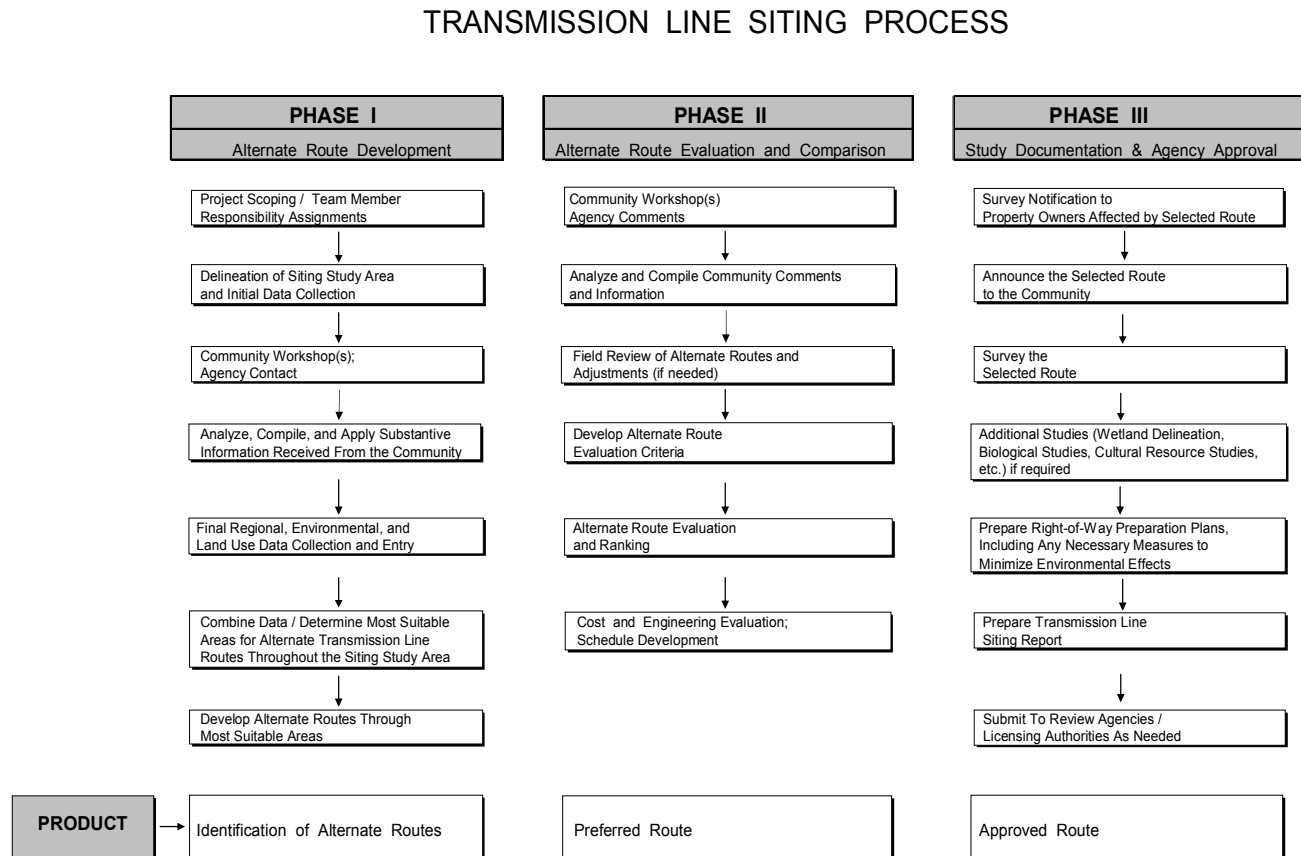 TRANSMISSION LINE SITING PROCESS
PHASE I
Alternate Route Development
Project Scoping / Team Member
Responsibility Assignments
Delineation of Siting Study Area
and Initial Data Collection
Community Workshop(s);
Agency Contact
Analyze, Compile, and Apply Substantive
Information Received From the Community
Final Regional, Environmental, and
Land Use Data Collection and Entry
Combine Data / Determine Most Suitable
Areas for Alternate Transmission Line
Routes Throughout the Siting Study Area
Develop Alternate Routes Through
Most Suitable Areas
PHASE II
Alternate Route Evaluation and Comparison
Community Workshop(s)
Agency Comments
Analyze and Compile Community Comments
and Information
Field Review of Alternate Routes and
Adjustments (if needed)
Develop Alternate Route
Evaluation Criteria
Alternate Route Evaluation
and Ranking
Cost and Engineering Evaluation;
Schedule Development
PHASE III
Study Documentation & Agency Approval
Survey Notification to
Property Owners Affected by Selected Route
Announce the Selected Route
to the Community
Survey the
Selected Route
Additional Studies (Wetland Delineation,
Biological Studies, Cultural Resource Studies,
etc.) if required
Prepare Right-of-Way Preparation Plans,
Including Any Necessary Measures to
Minimize Environmental Effects
Prepare Transmission Line
Siting Report
Submit To Review Agencies /
Licensing Authorities As Needed
PRODUCT
Identification of Alternate Routes
Preferred Route
Approved Route